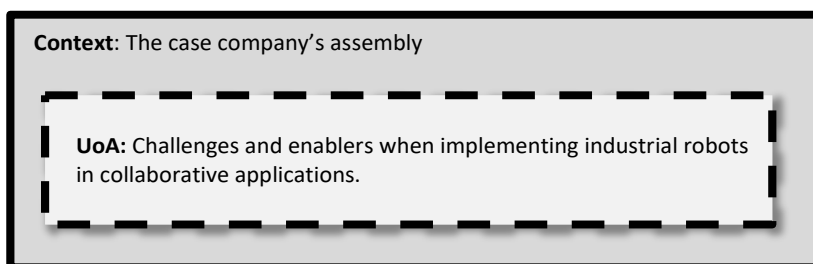 Context: The case company’s assembly
UoA: Challenges and enablers when implementing industrial robots
in collaborative applications.